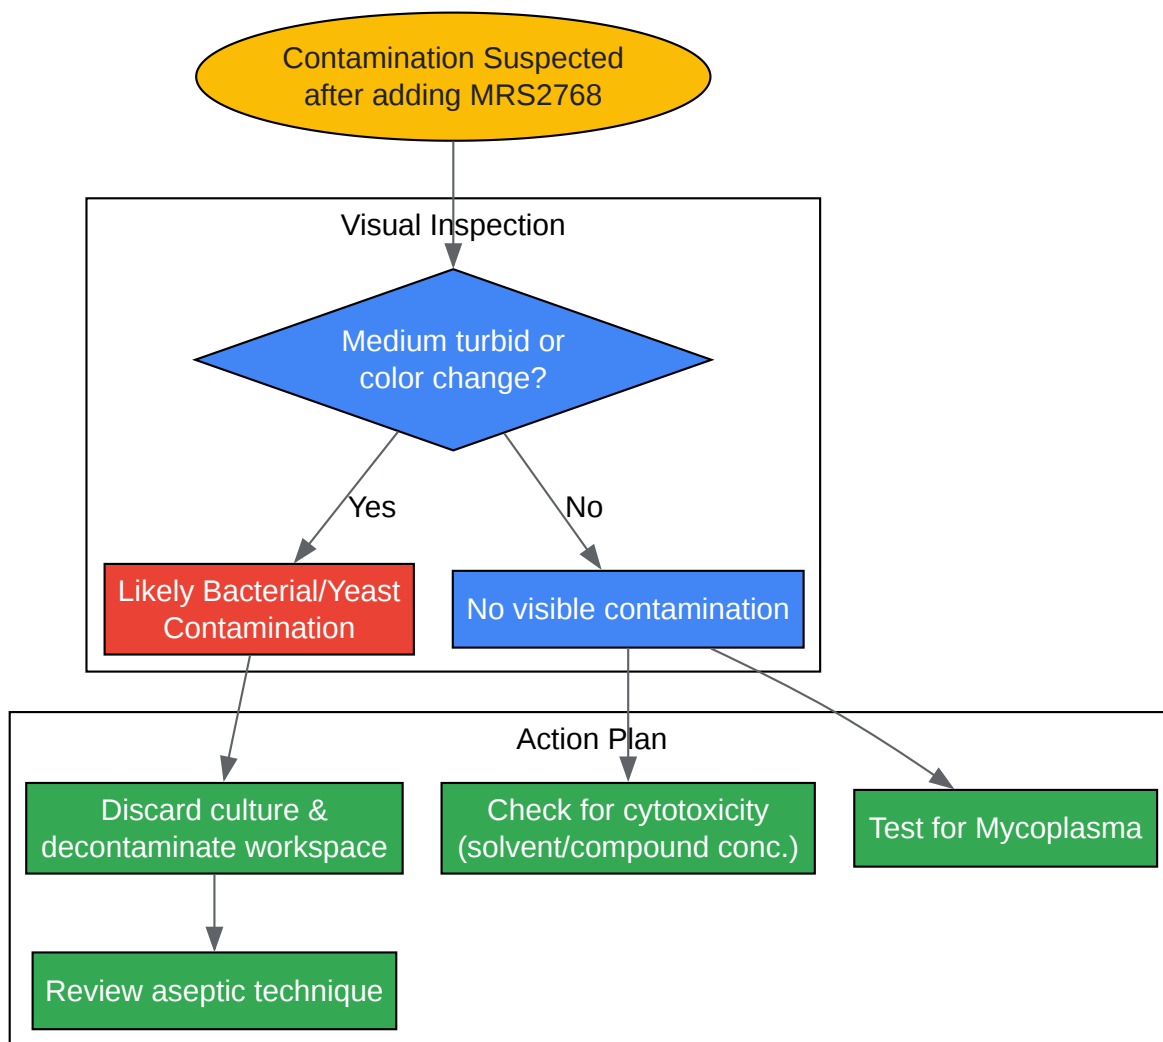 Contamination Suspected
after adding MRS2768
Visual Inspection
Medium turbid or
color change?
Yes
No
Likely Bacterial/Yeast
Contamination
No visible contamination
Action Plan
Discard culture &
decontaminate workspace
Check for cytotoxicity
(solvent/compound conc.)
Test for Mycoplasma
Review aseptic technique